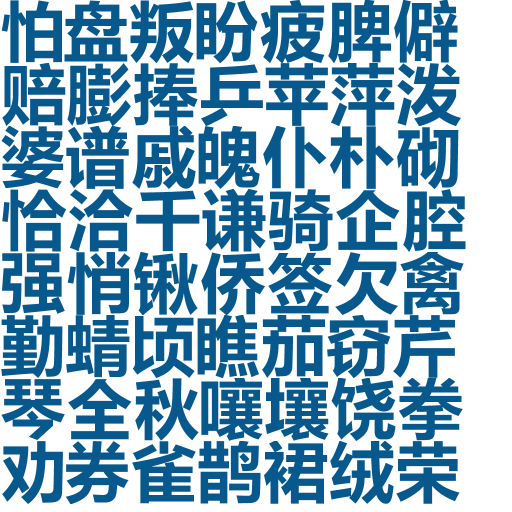 怕盘叛盼疲脾僻
赔膨捧乒苹萍泼
婆谱戚魄仆朴砌
恰洽千谦骑企腔
强悄锹侨签欠禽
勤蜻顷瞧茄窃芹
琴全秋嚷壤饶拳
劝券雀鹊裙绒荣